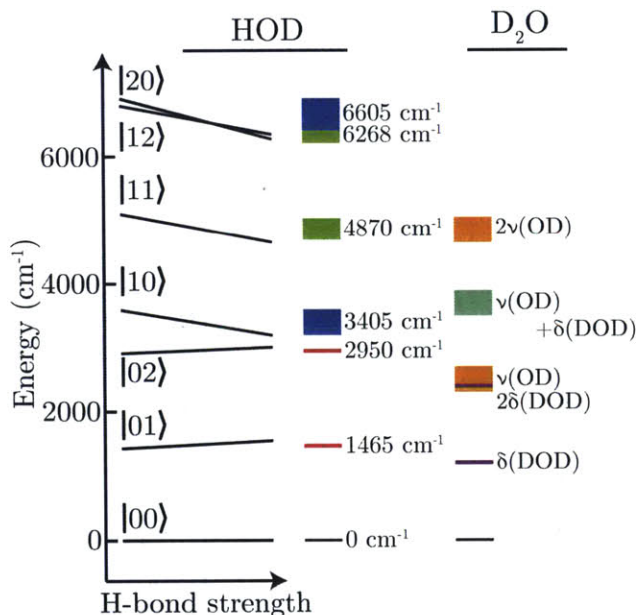 HOD
D₂O
|20⟩
|12⟩
6605 cm⁻¹
6268 cm⁻¹
6000
|11⟩
4870 cm⁻¹
2ν(OD)
4000
|10⟩
3405 cm⁻¹
2950 cm⁻¹
ν(OD)
+δ(DOD)
|02⟩
ν(OD)
2δ(DOD)
2000
|01⟩
1465 cm⁻¹
δ(DOD)
|00⟩
0
0 cm⁻¹
Energy (cm⁻¹)
H-bond strength